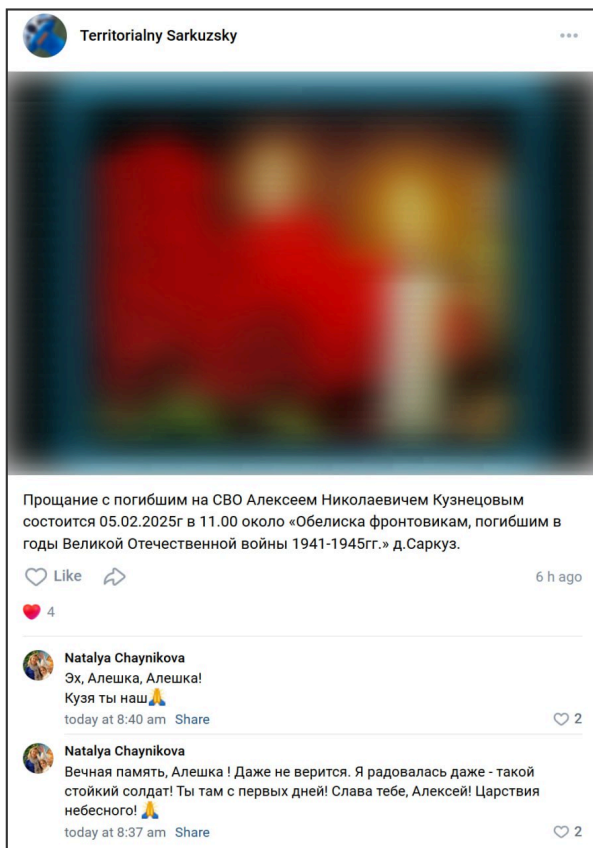 Territorialny Sarkuzsky
Прощание с погибшим на СВО Алексеем Николаевичем Кузнецовым
состоится 05.02.2025г в 11.00 около «Обелиска фронтовикам, погибшим в
годы Великой Отечественной войны 1941-1945гг.» д.Саркуз.
Like
6 h ago
4
Natalya Chaynikova
Эх, Алешка, Алешка!
Кузя ты наш🙏
today at 8:40 am Share
2
Natalya Chaynikova
Вечная память, Алешка ! Даже не верится. Я радовалась даже - такой
стойкий солдат! Ты там с первых дней! Слава тебе, Алексей! Царствия
небесного! 🙏
today at 8:37 am Share
2